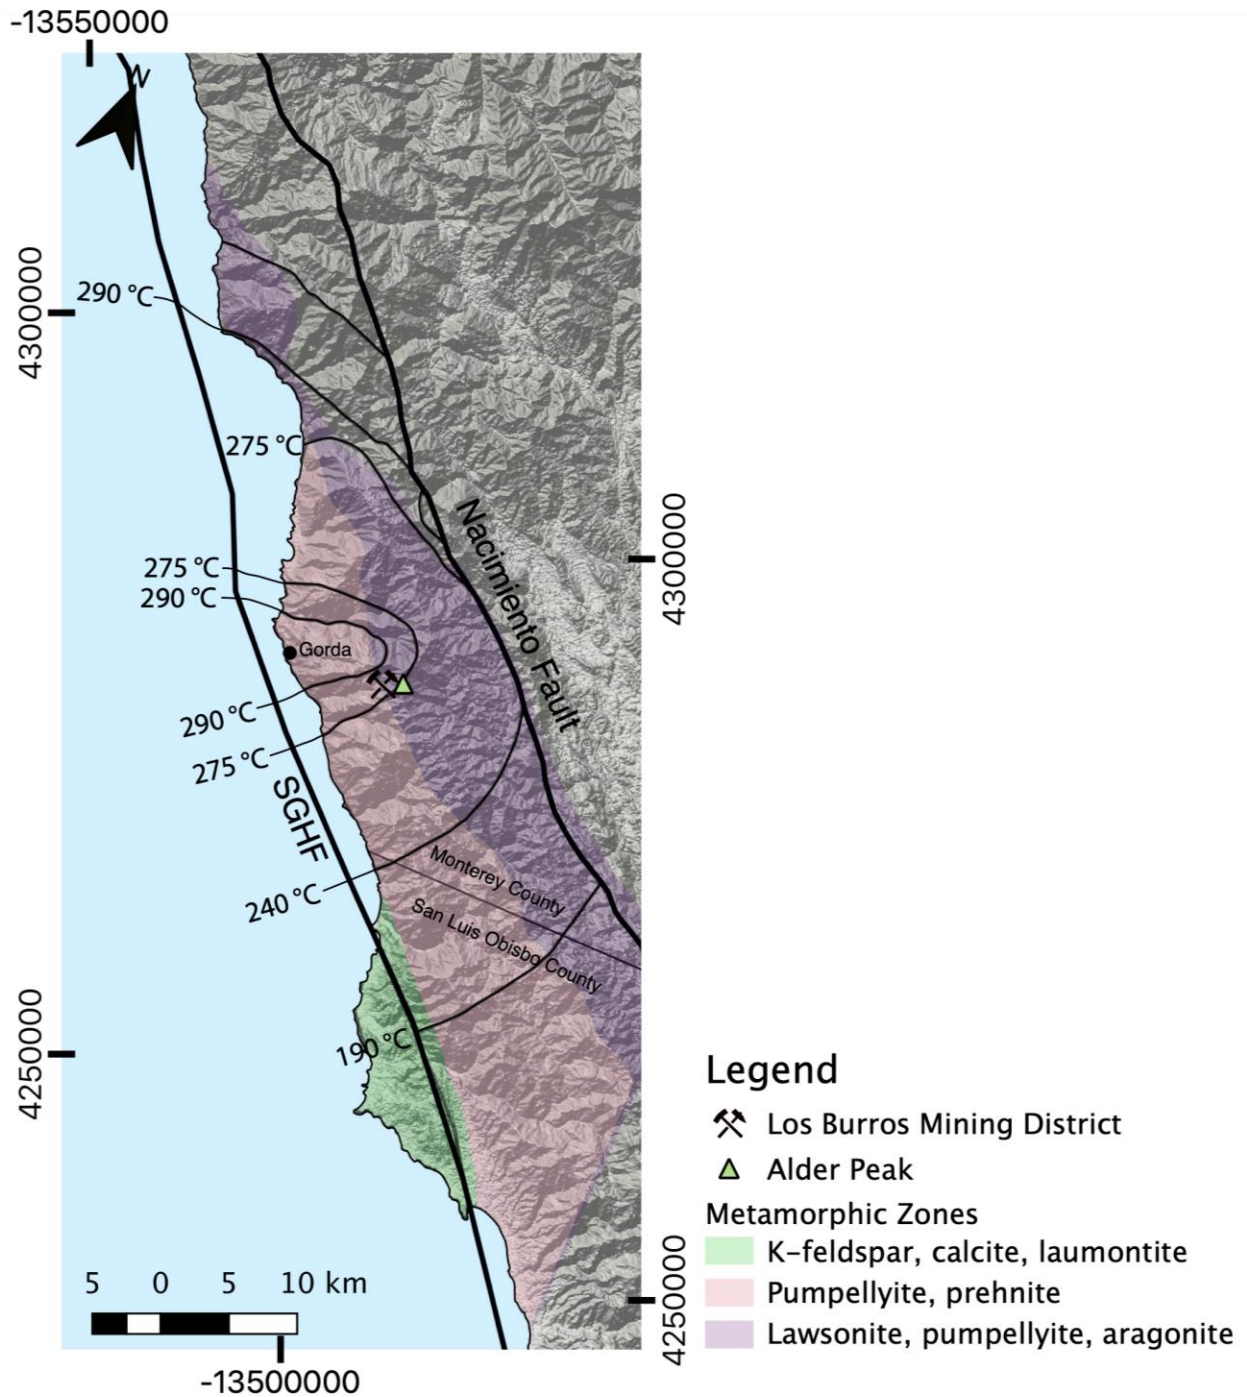 -13550000
N
4300000
290 °C
275 °C
Nacimiento Fault
4300000
275 °C
290 °C
Gorda
290 °C
275 °C
SGHF
Monterey County
240 °C
San Luis Obisbo County
190 °C
4250000
Legend
Los Burros Mining District
Alder Peak
Metamorphic Zones
K-feldspar, calcite, laumontite
Pumpellyite, prehnite
Lawsonite, pumpellyite, aragonite
4250000
5 0 5 10 km
-13500000